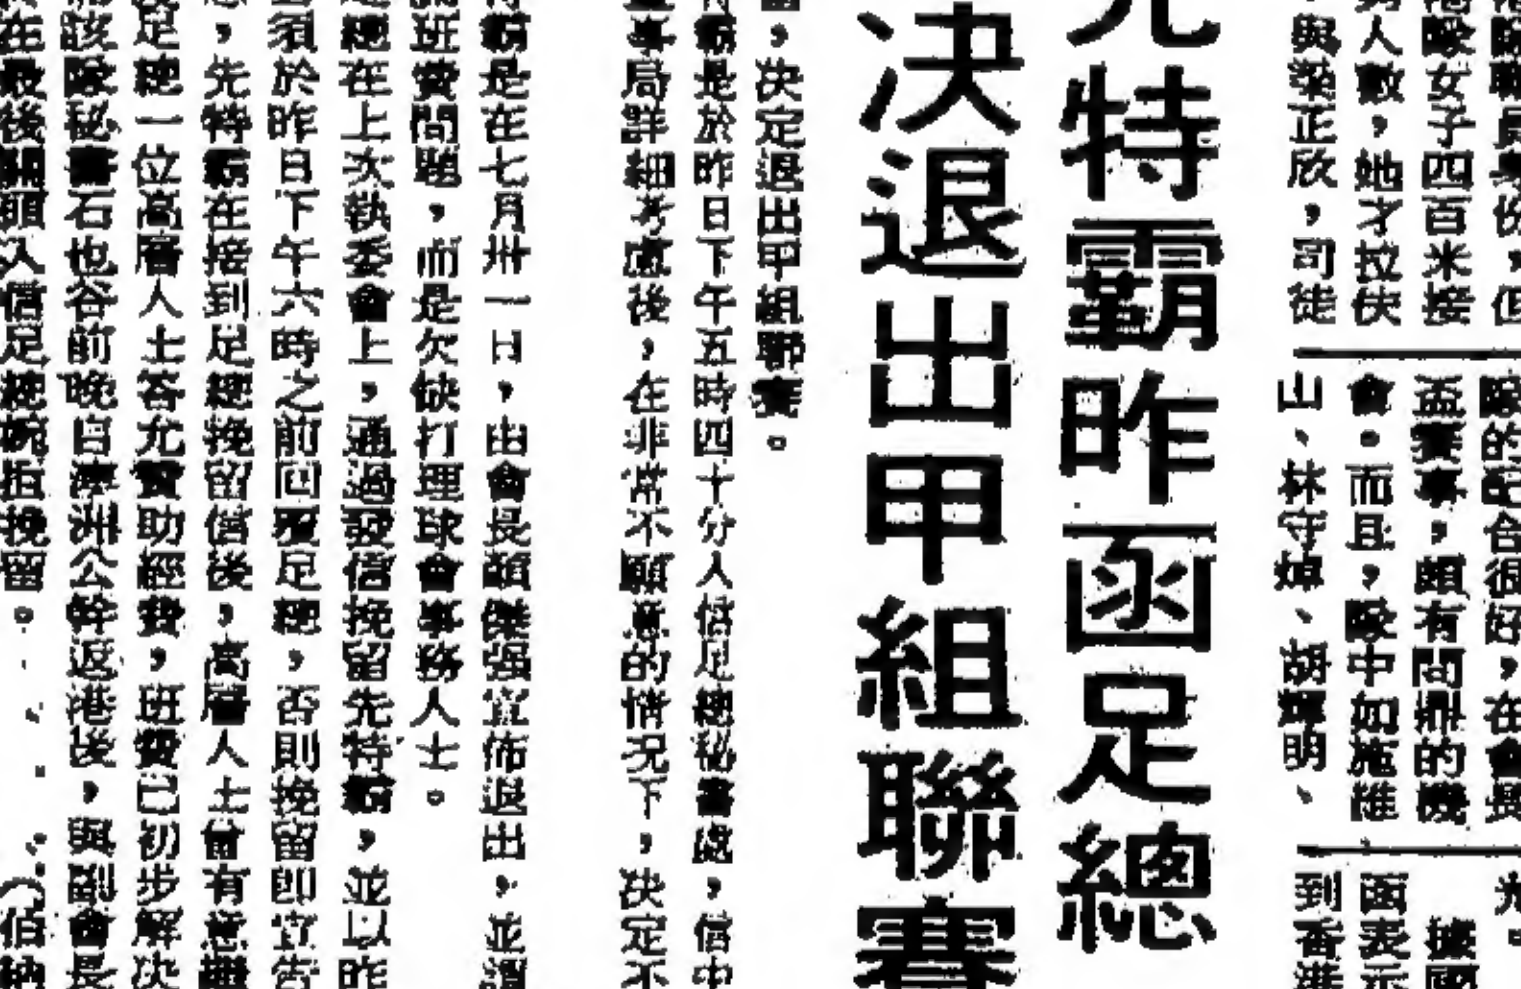 ，與梁正欣，司徒
男人數，她才拉伕
港隊女子四百米接
山、林守焯、胡輝明、
會。而且，隊中如施維
盃賽事，頗有問鼎的機
隊的配合很好，在會長
到香港
函表示
據國
先特霸昨函足總
決退出甲組聯賽
，決定退出甲組聯賽。
特霸是於昨日下午五時四十分入信足總秘書處，信中
董事局詳細考慮後，在非常不願意的情況下，決定不
特霸是在七月卅一日，由會長顏傑强宣佈退出，並謂
班費問題，而是欠缺打理球會事務人士。
足總在上次執委會上，通過發信挽留先特霸，並以昨
須於昨日下午六時之前回覆足總，否則挽留即宣告
，先特霸在接到足總挽留信後，高層人士曾有意繼
足總一位高層人士答允資助經費，班費已初步解決
該隊秘書石也谷前晚自澳洲公幹返港後，與副會長
在最後關頭入信足總婉拒挽留。